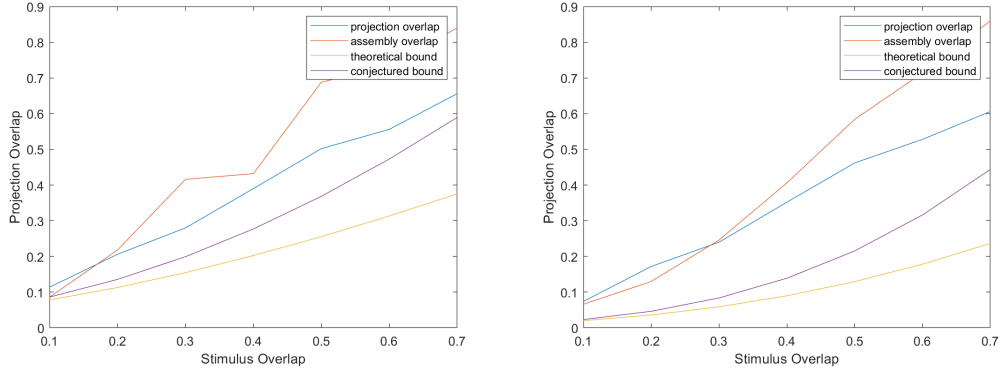 0.9
0.8
0.7
0.6
0.5
0.4
0.3
0.2
0.1
0
Projection Overlap
0.1 0.2 0.3 0.4 0.5 0.6 0.7
Stimulus Overlap
projection overlap
assembly overlap
theoretical bound
conjectured bound
0.9
0.8
0.7
0.6
0.5
0.4
0.3
0.2
0.1
0
Projection Overlap
0.1 0.2 0.3 0.4 0.5 0.6 0.7
Stimulus Overlap
projection overlap
assembly overlap
theoretical bound
conjectured bound